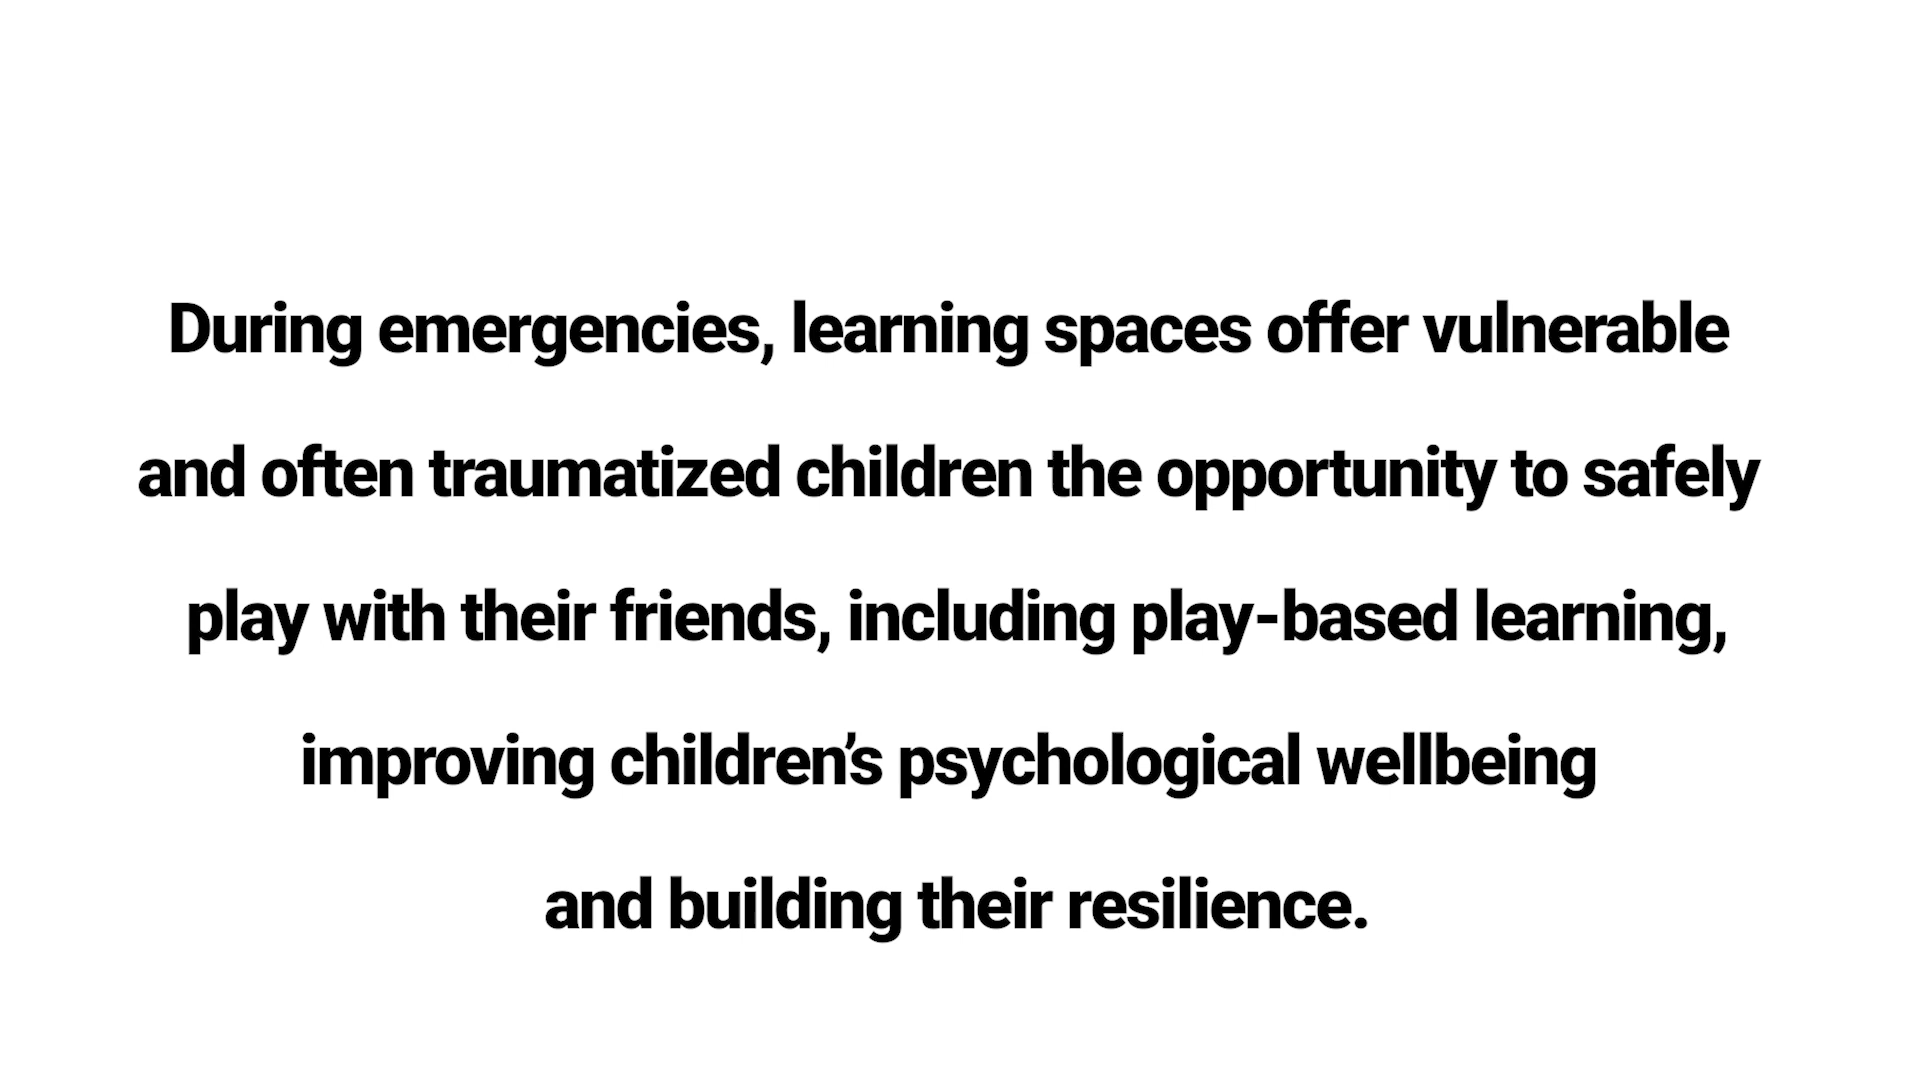 During emergencies, learning spaces offer vulnerable
and often traumatized children the opportunity to safely
play with their friends, including play-based learning,
improving children’s psychological wellbeing
and building their resilience.